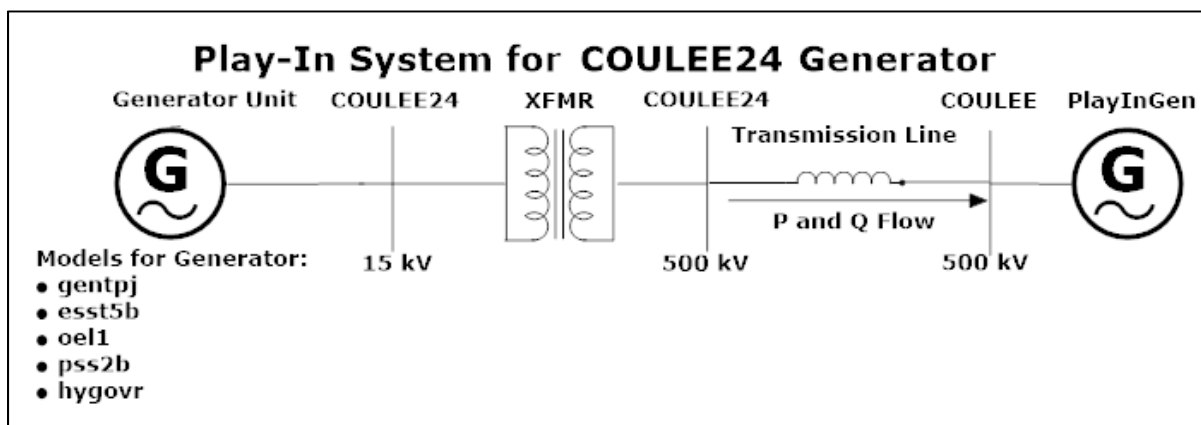 Play-In System for COULEE24 Generator
Generator Unit COULEE24 XFMR COULEE24 COULEE PlayInGen
Transmission Line
G G
P and Q Flow
Models for Generator: 15 kV 500 kV 500 kV
• gentpj
• esst5b
• oel1
• pss2b
• hygovr